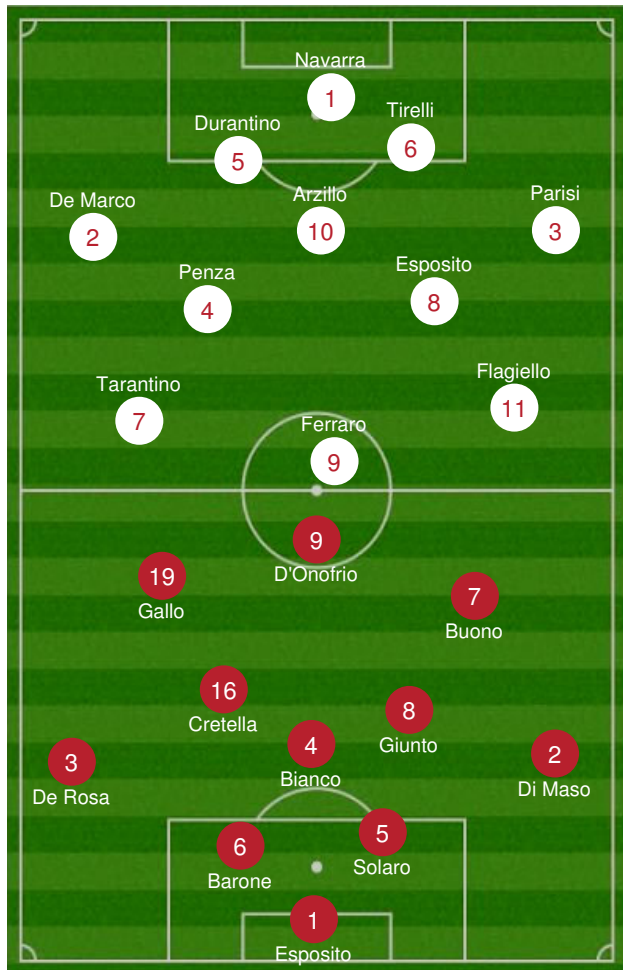 Navarra
1
Tirelli
6
Durantino
5
De Marco
2
Arzillo
10
Parisi
3
Penza
4
Esposito
8
Tarantino
7
Flagiello
11
Ferraro
9
9
D'Onofrio
19
Gallo
7
Buono
16
Cretella
8
Giunto
4
Bianco
3
De Rosa
2
Di Maso
6
Barone
5
Solaro
1
Esposito